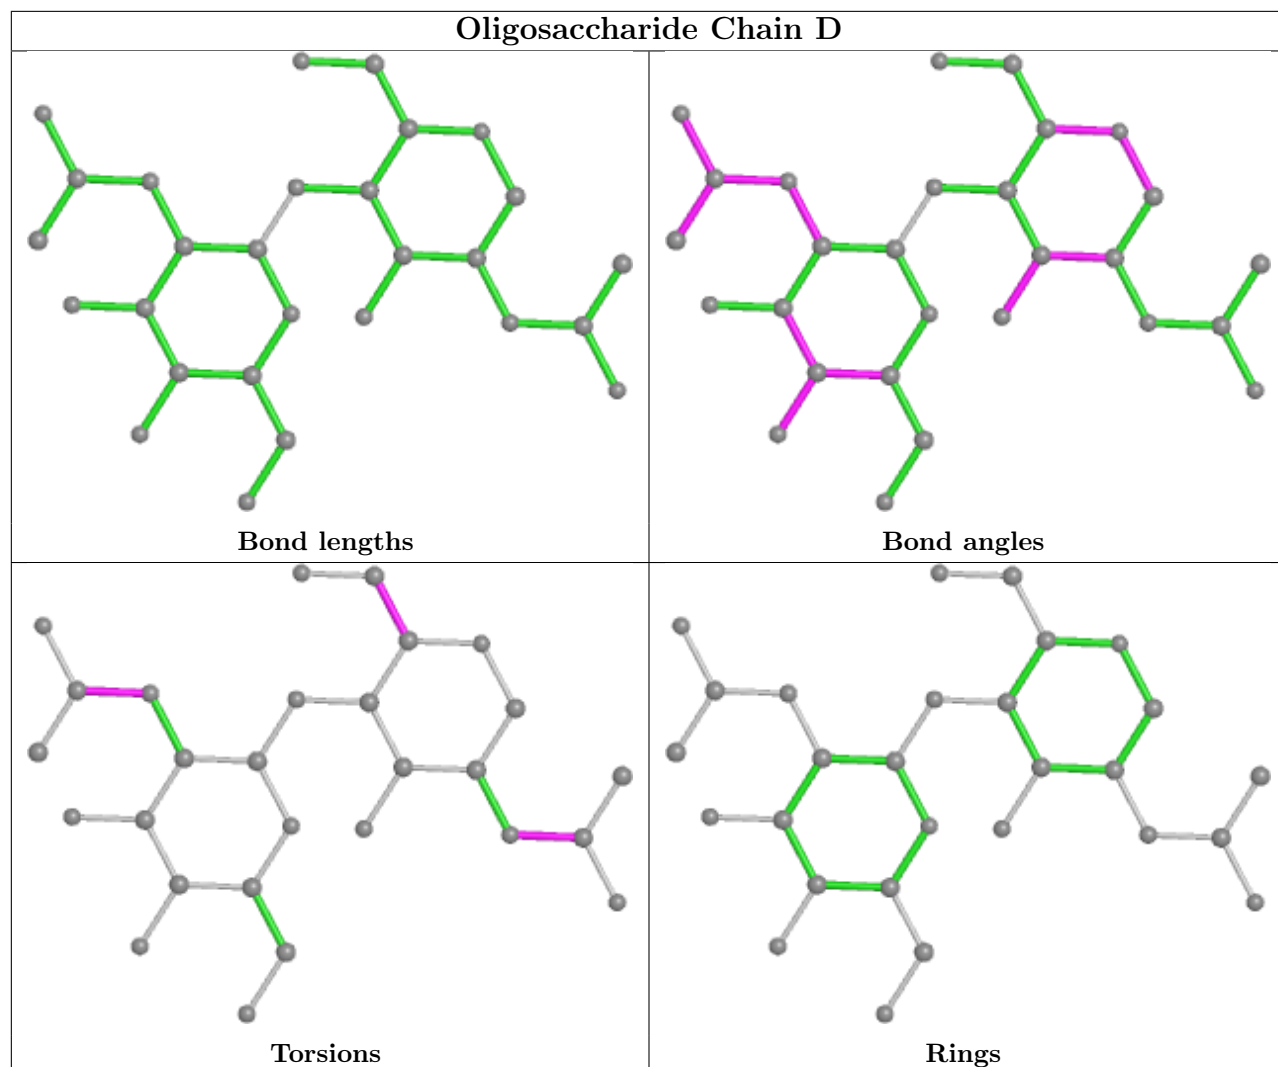 Oligosaccharide Chain D
Bond lengths
Bond angles
Torsions
Rings